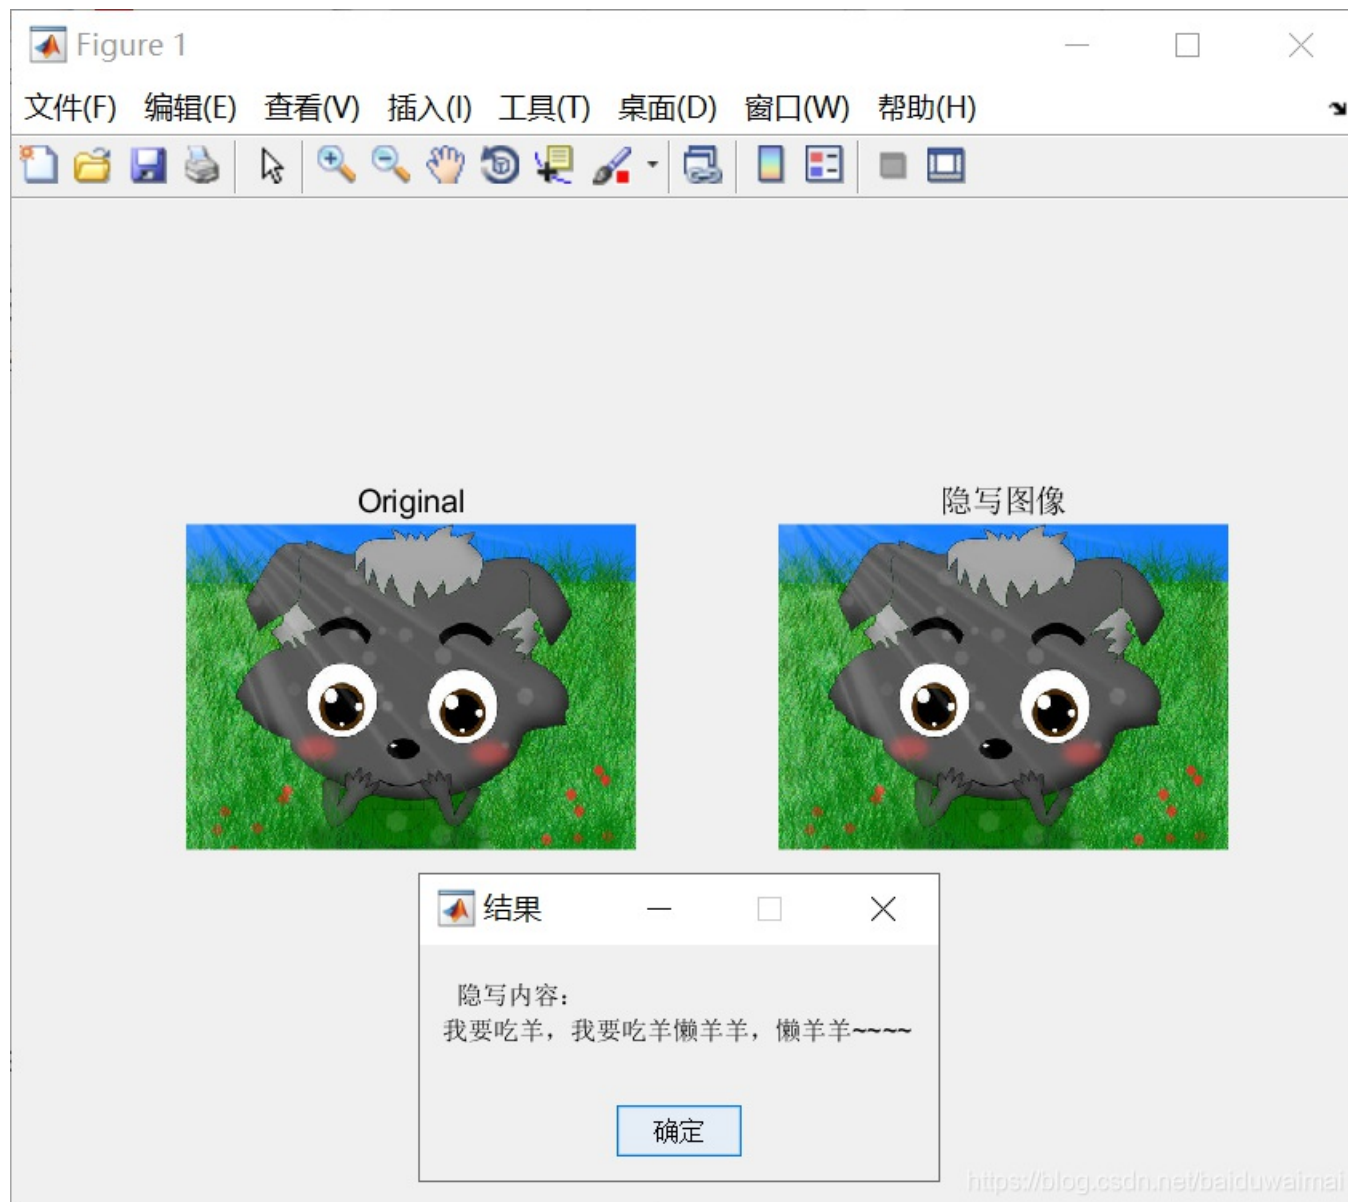 Figure 1
文件(F) 编辑(E) 查看(V) 插入(I) 工具(T) 桌面(D) 窗口(W) 帮助(H)
Original
隐写图像
结果
隐写内容：
我要吃羊，我要吃羊懒羊羊，懒羊羊~~~~
确定
https://blog.csdn.net/baiduwaimai